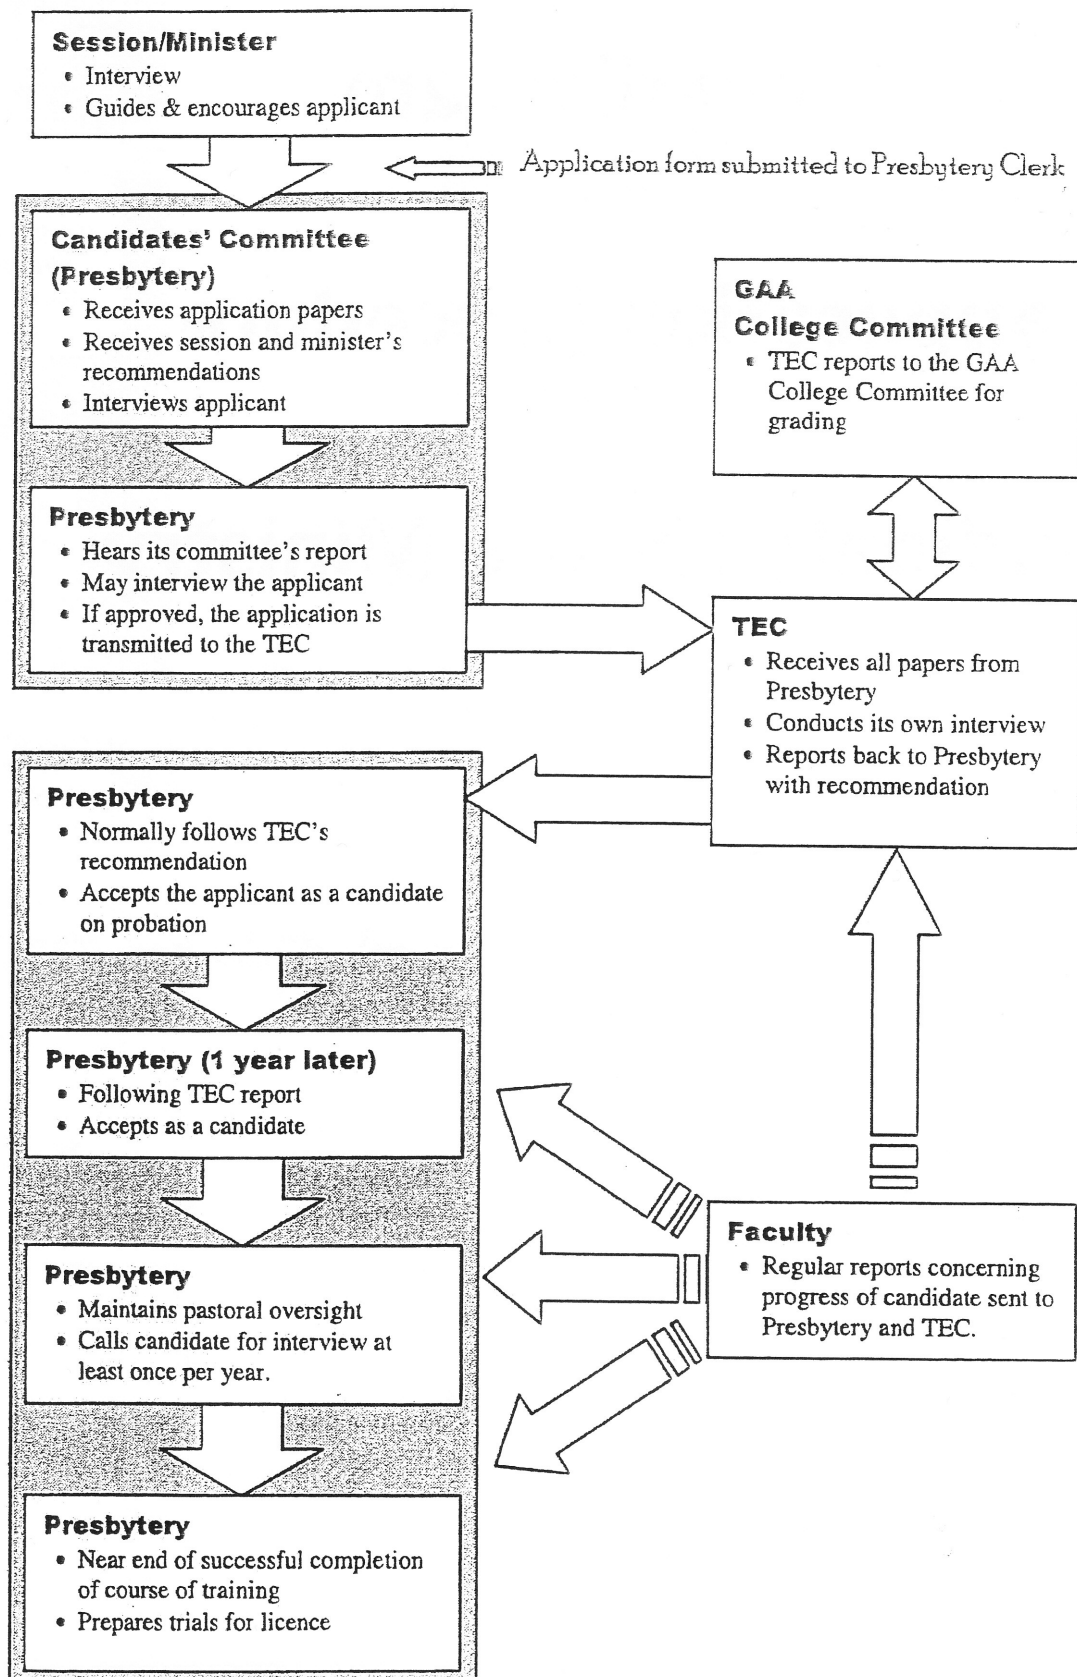 Session/Minister
• Interview
• Guides & encourages applicant
Application form submitted to Presbytery Clerk
Candidates' Committee
(Presbytery)
• Receives application papers
• Receives session and minister's
recommendations
• Interviews applicant
GAA
College Committee
• TEC reports to the GAA
College Committee for
grading
Presbytery
• Hears its committee's report
• May interview the applicant
• If approved, the application is
transmitted to the TEC
TEC
• Receives all papers from
Presbytery
• Conducts its own interview
• Reports back to Presbytery
with recommendation
Presbytery
• Normally follows TEC's
recommendation
• Accepts the applicant as a candidate
on probation
Presbytery (1 year later)
• Following TEC report
• Accepts as a candidate
Faculty
• Regular reports concerning
progress of candidate sent to
Presbytery and TEC.
Presbytery
• Maintains pastoral oversight
• Calls candidate for interview at
least once per year.
Presbytery
• Near end of successful completion
of course of training
• Prepares trials for licence